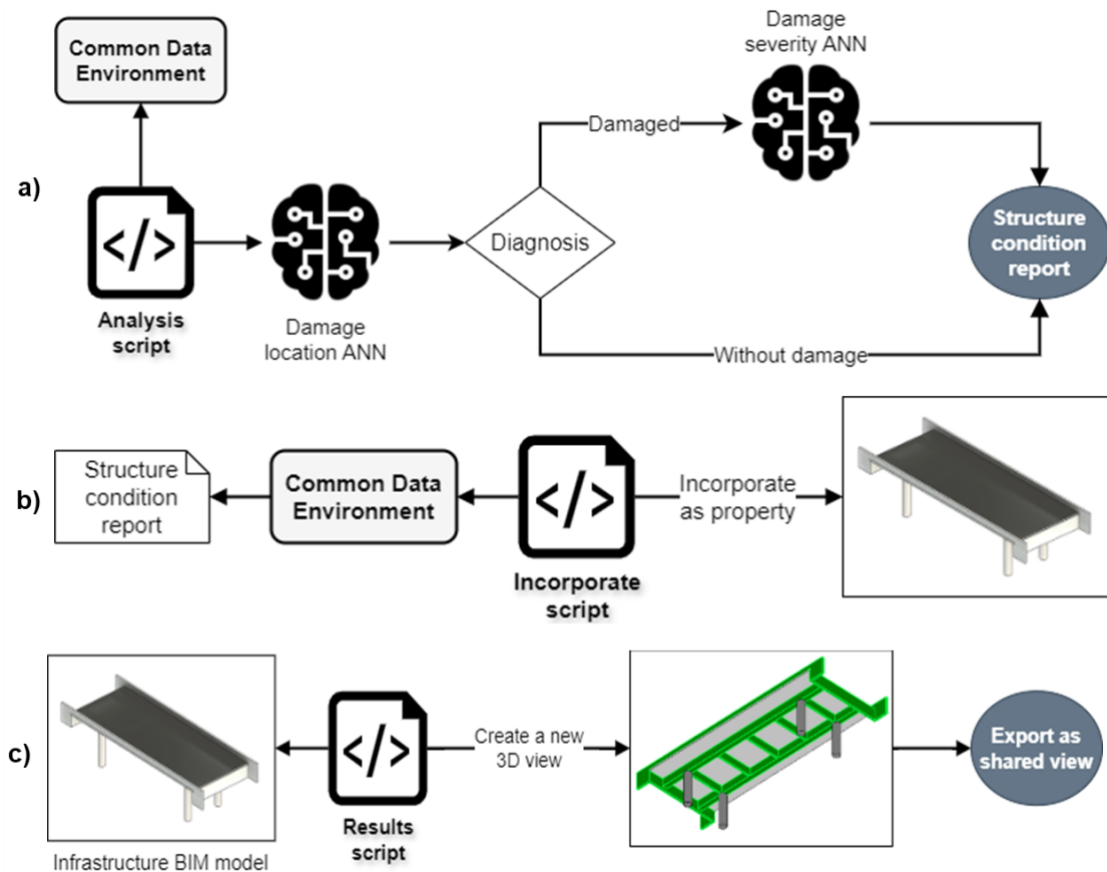 a)
Common Data
Environment
</>
Analysis
script
Damage
location ANN
Diagnosis
Damaged
Damage
severity ANN
Without damage
Structure
condition
report
b)
Structure
condition
report
Common Data
Environment
</>
Incorporate
script
Incorporate
as property
c)
Infrastructure BIM model
</>
Results
script
Create a new
3D view
Export as
shared view